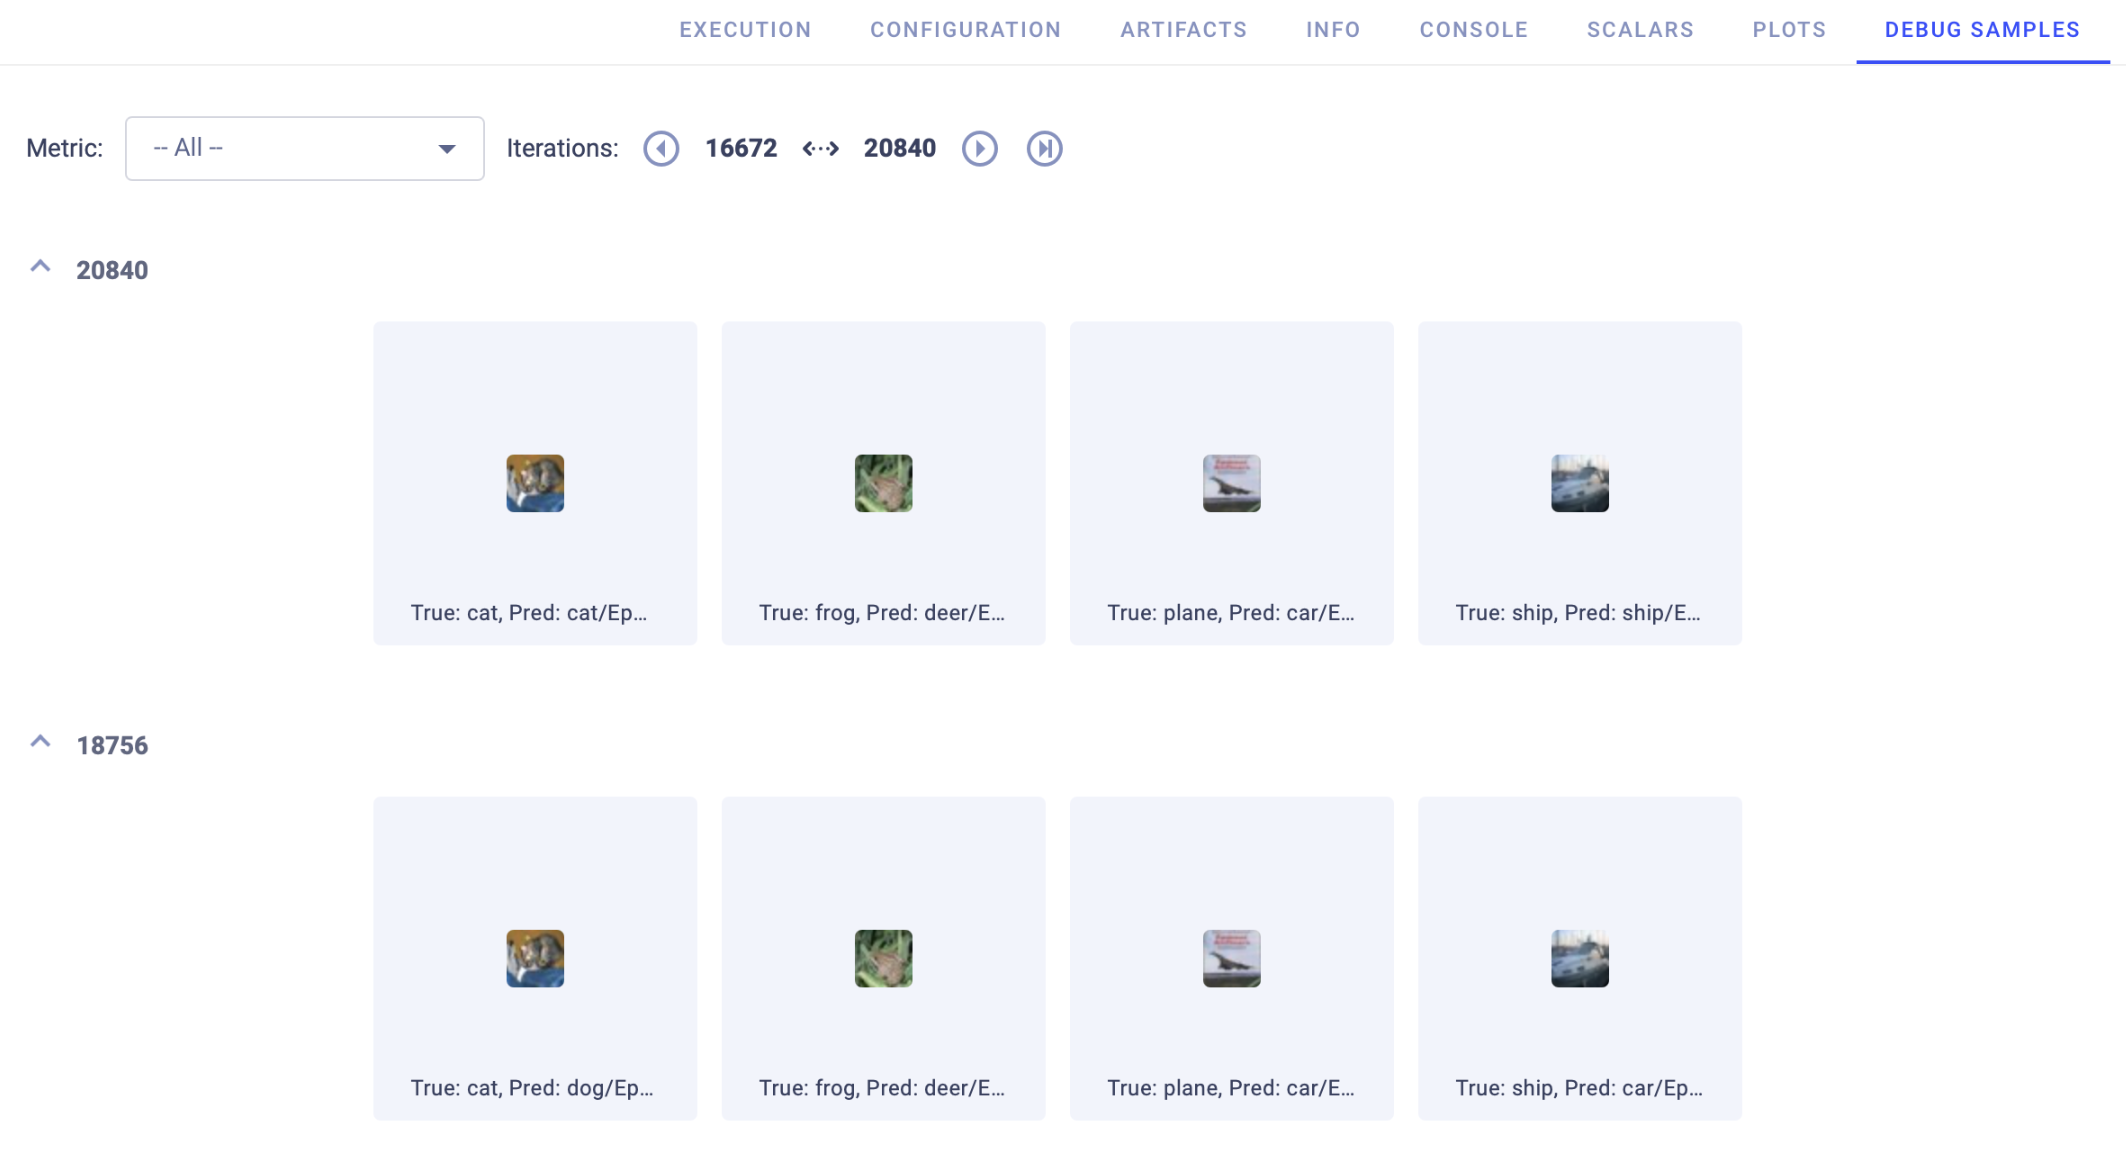 EXECUTION CONFIGURATION ARTIFACTS INFO CONSOLE SCALARS PLOTS DEBUG SAMPLES
Metric: -- All -- Iterations: 16672 20840
20840
True: cat, Pred: cat/Ep... True: frog, Pred: deer/E... True: plane, Pred: car/E... True: ship, Pred: ship/E...
18756
True: cat, Pred: dog/Ep... True: frog, Pred: deer/E... True: plane, Pred: car/E... True: ship, Pred: car/Ep...